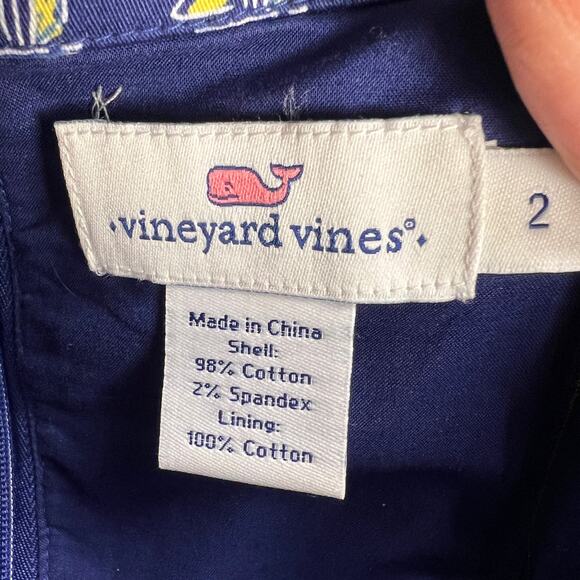 ·vineyard vines®·
2
Made in China
Shell:
98% Cotton
2% Spandex
Lining:
100% Cotton